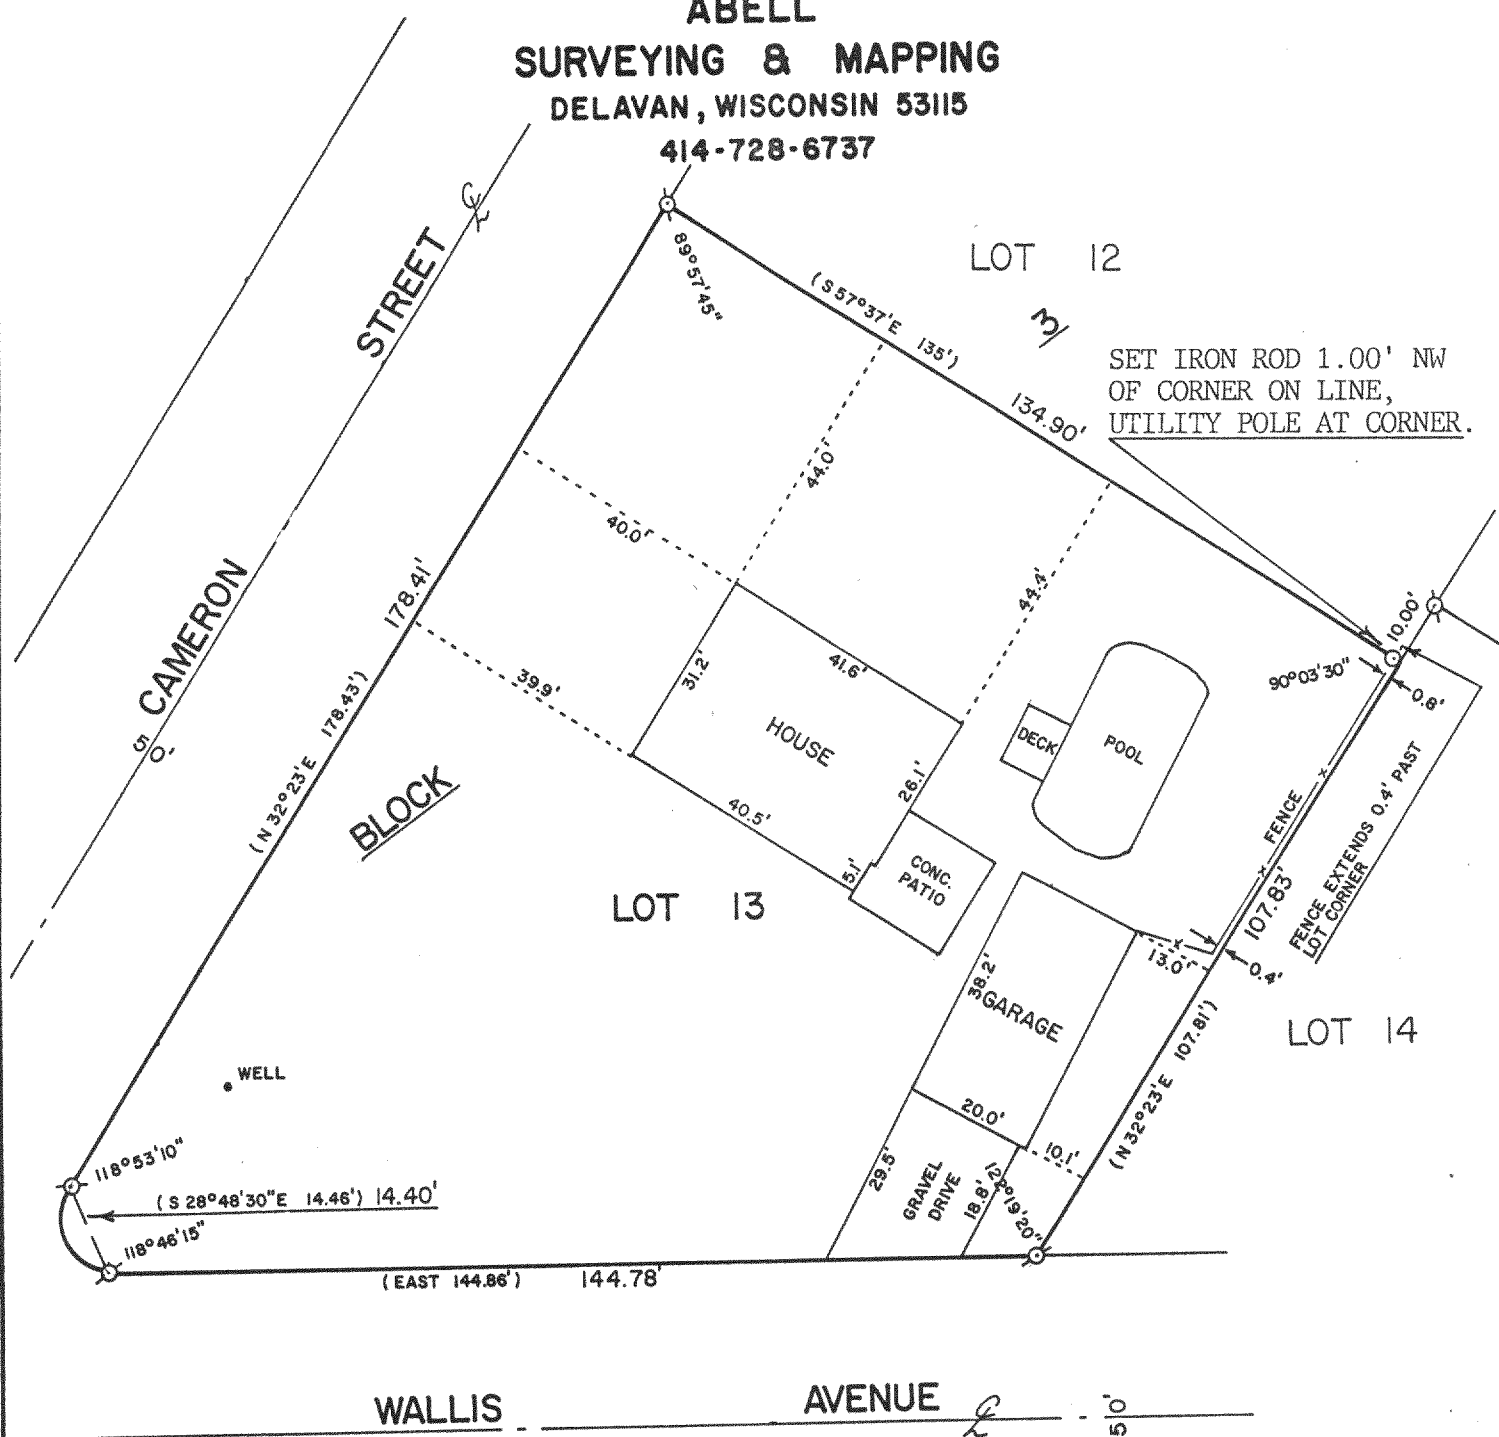 ABELL
SURVEYING & MAPPING
DELAVAN, WISCONSIN 53115
414-728-6737
LOT 12
3
SET IRON ROD 1.00' NW
OF CORNER ON LINE,
UTILITY POLE AT CORNER.
STREET
CAMERON
50'
89°57'45"
(S 57°37'E 135')
134.90'
44.0'
44.4'
40.0'
178.41'
39.9'
31.2'
41.6'
HOUSE
40.5'
26.1'
5.1'
CONC.
PATIO
DECK
POOL
10.00'
90°03'30"
0.8'
(N 32°23'E 178.43')
BLOCK
LOT 13
FENCE
107.83'
FENCE EXTENDS 0.4' PAST
LOT CORNER
13.0'
0.4'
38.2'
GARAGE
LOT 14
(N 32°23'E 107.81')
WELL
20.0'
10.1'
29.5'
GRAVEL
DRIVE
18.8'
122°19'20"
118°53'10"
(S 28°48'30"E 14.46') 14.40'
118°46'15"
(EAST 144.86') 144.78'
WALLIS AVENUE
50'